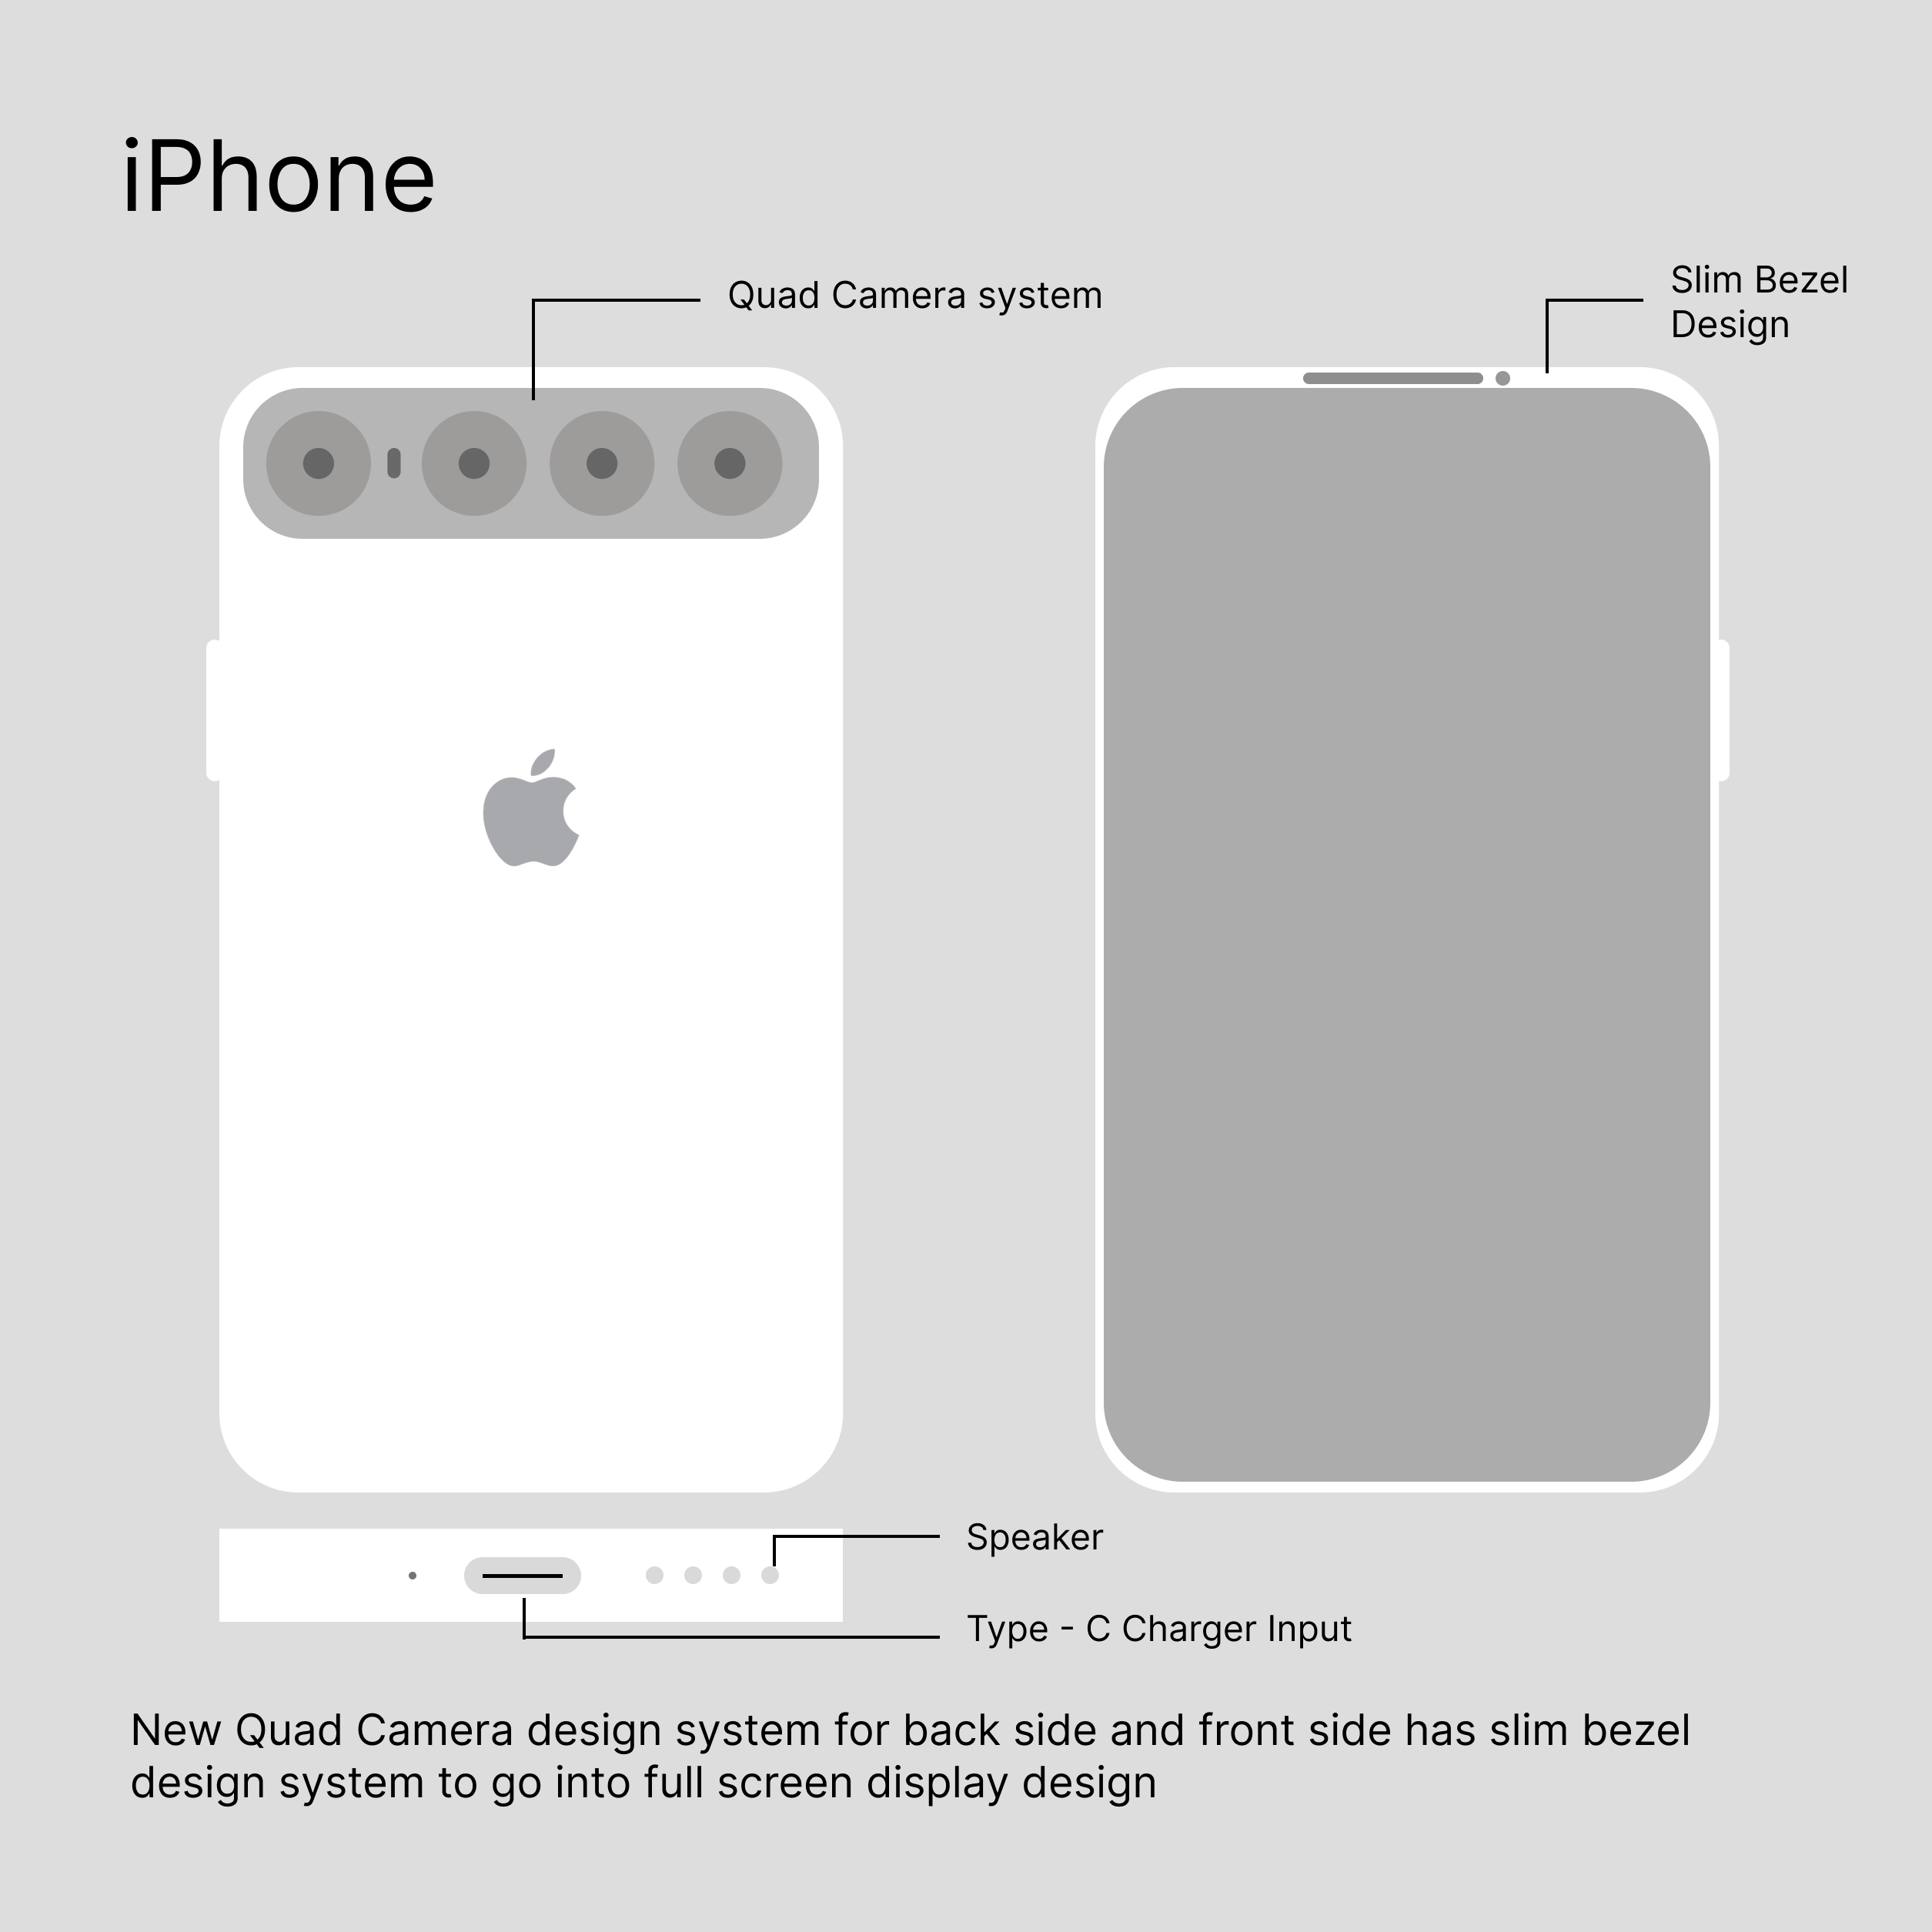 iPhone
Quad Camera system
Slim Bezel
Design
Speaker
Type - C Charger Input
New Quad Camera design system for back side and front side has slim bezel
design system to go into full screen display design